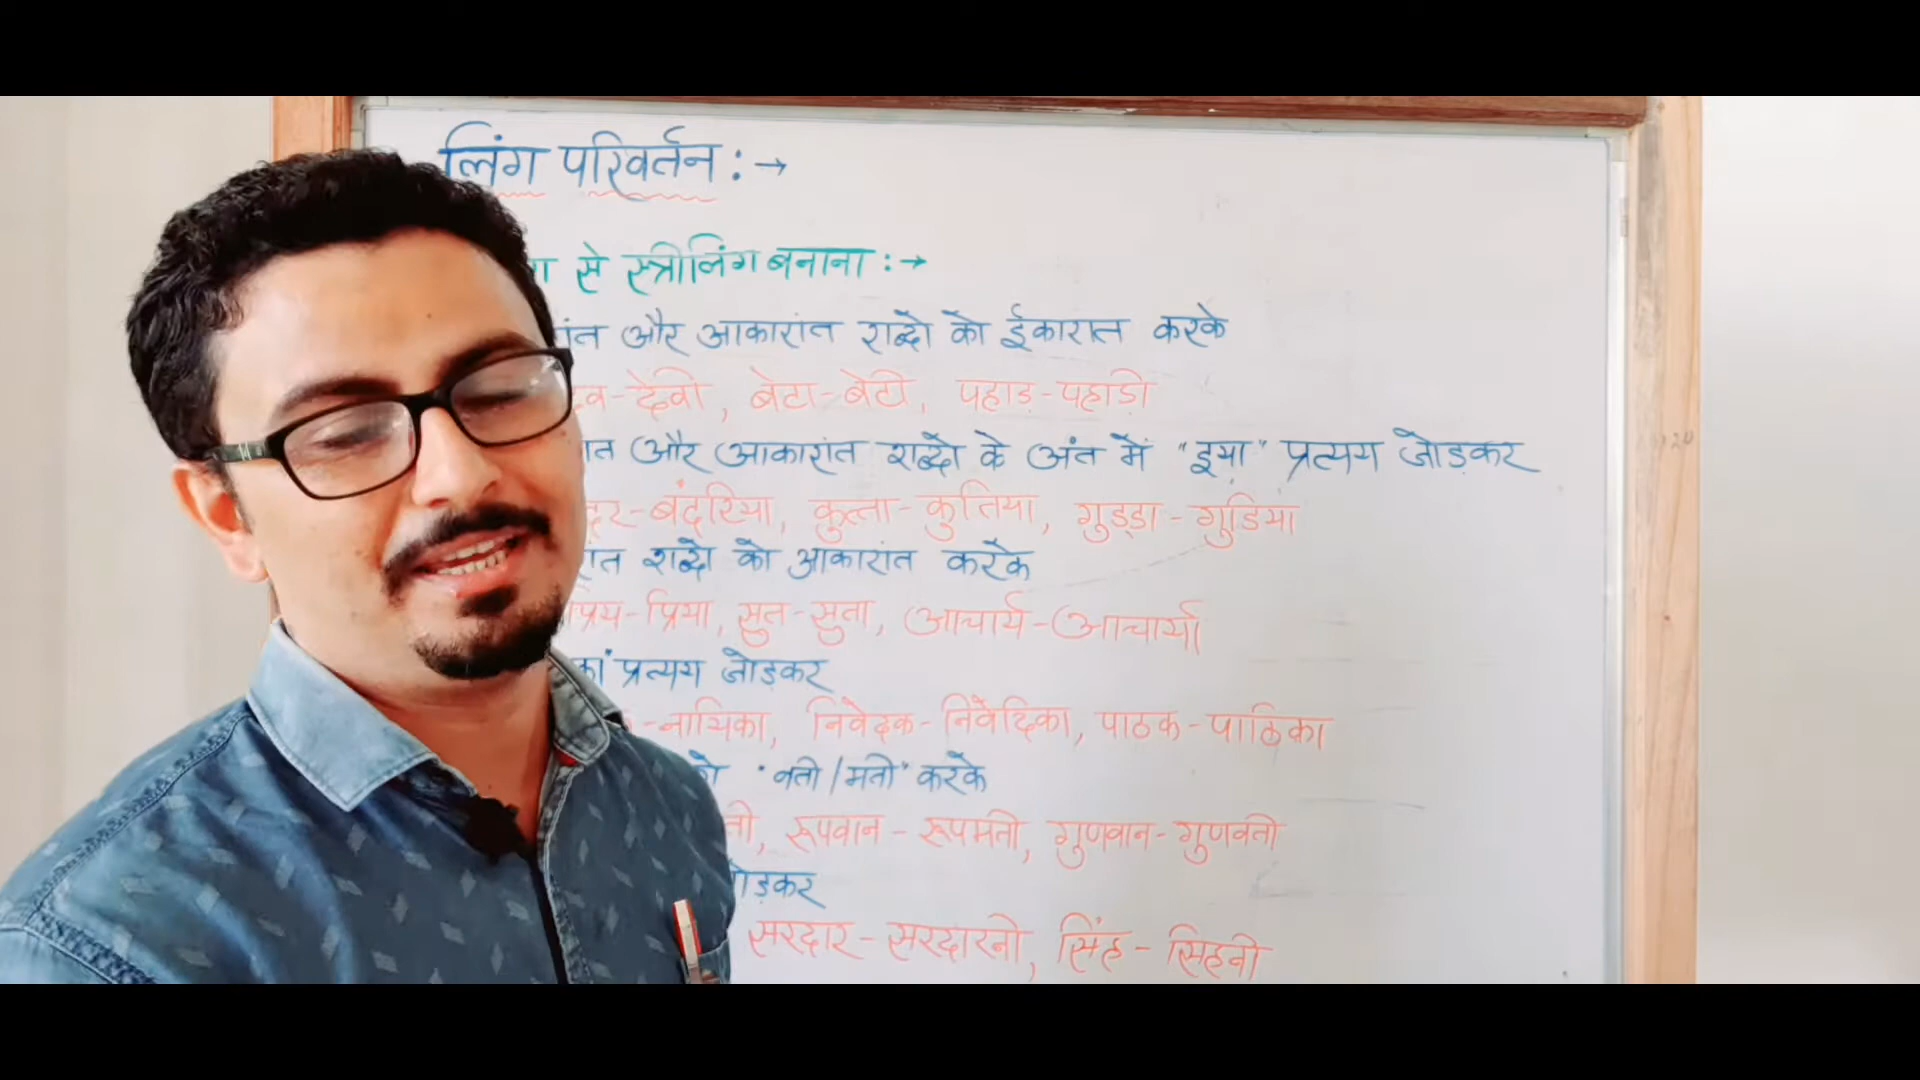 लिंग परिवर्तन :→
से स्त्रीलिंग बनाना :→
और आकारांत शब्दों को ईकारान्त करके
देवी, बेटा-बेटी, पहाड़-पहाड़ी
और आकारांत शब्दों के अंत में "इया" प्रत्यय जोड़कर
बंदरिया, कुत्ता-कुतिया, गुड्डा-गुडिया
शब्दों को आकारांत करके
प्रिय-प्रिया, सुत-सुता, आचार्य-आचार्या
प्रत्यय जोड़कर
-नायिका, निवेदक-निवेदिका, पाठक-पाठिका
"वती/मती" करके
रूपवान-रूपमती, गुणवान-गुणवती
सरदार-सरदारनी, सिंह-सिंहनी